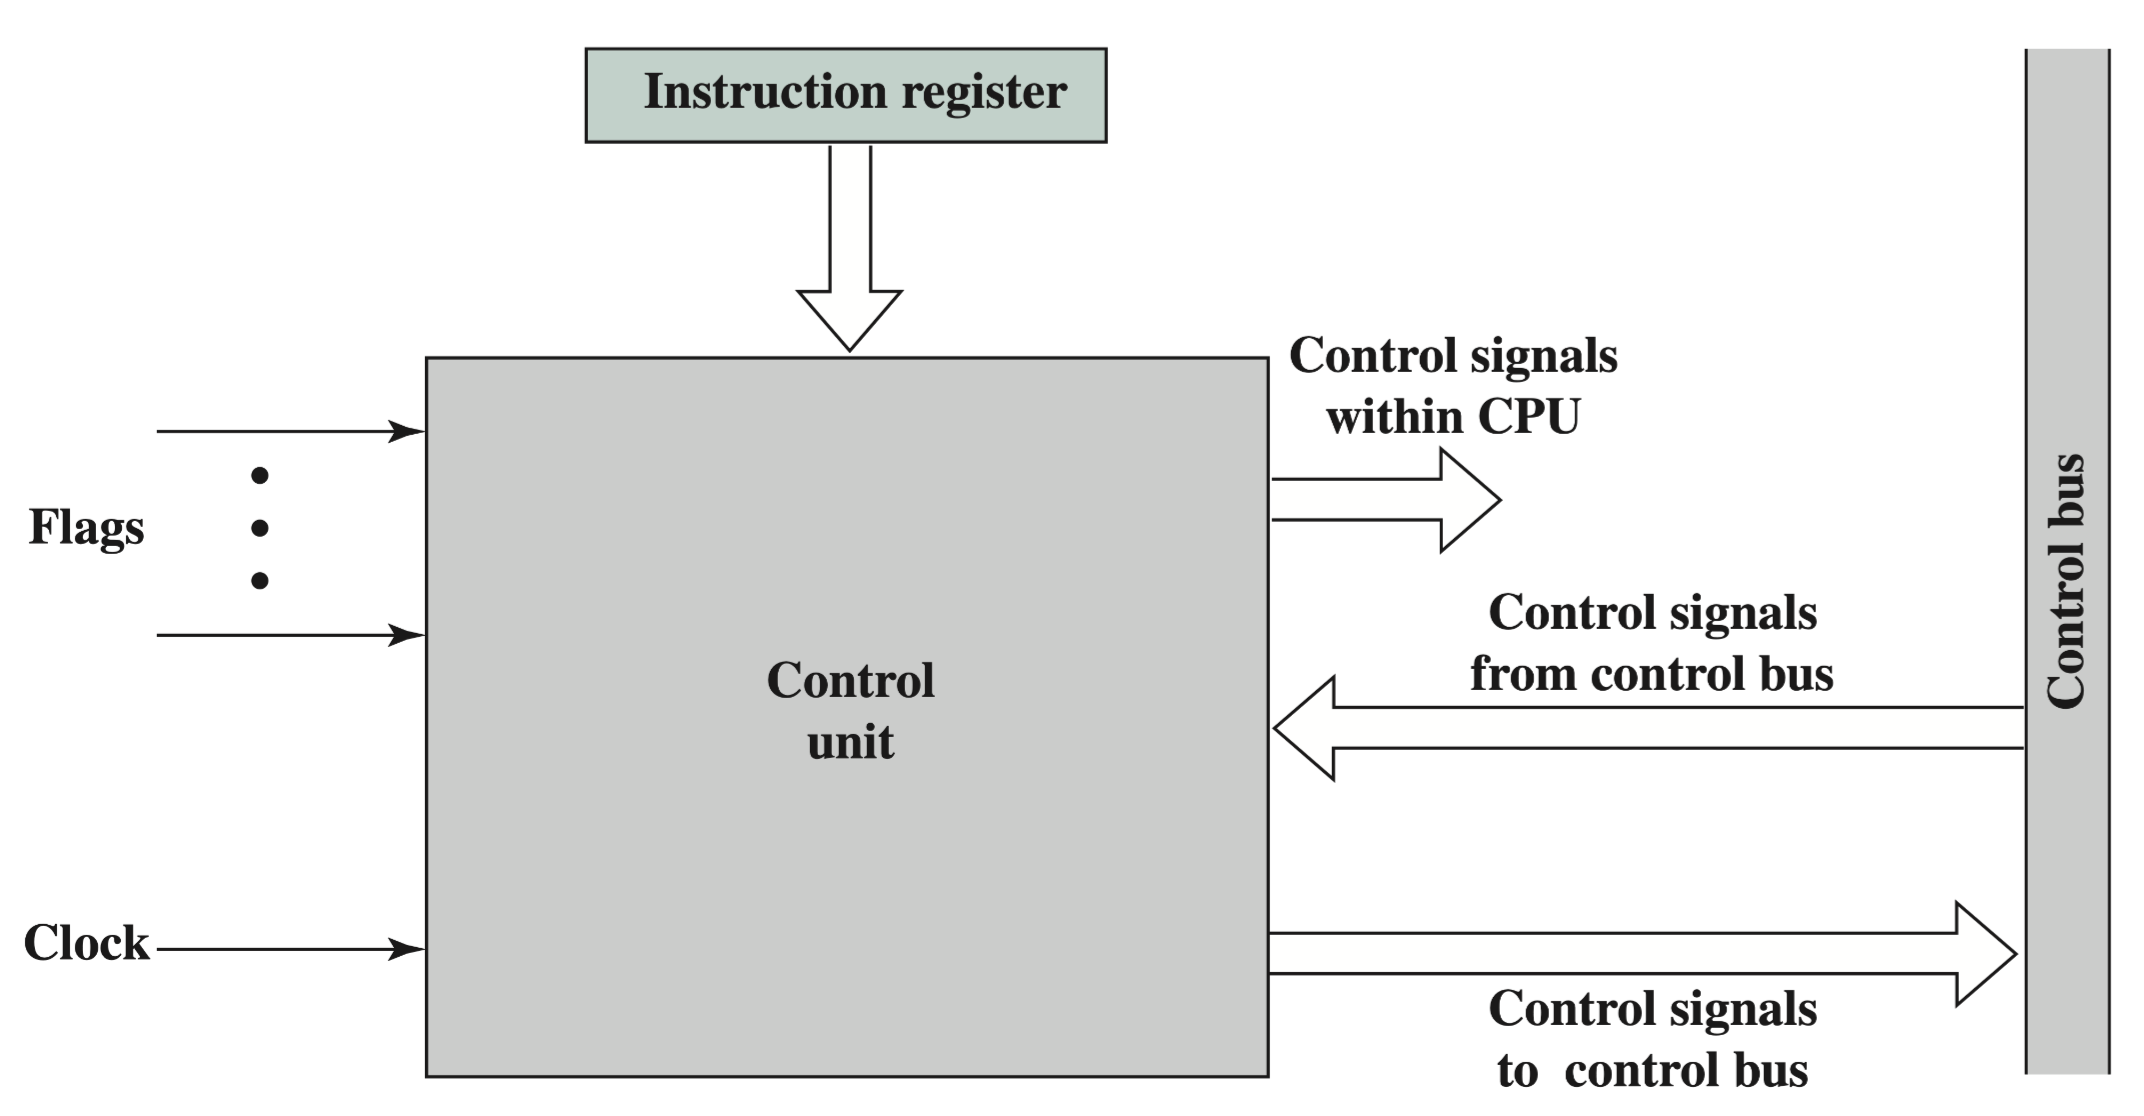 Instruction register
Control signals
within CPU
Flags
Control signals
from control bus
Control
unit
Control bus
Clock
Control signals
to control bus